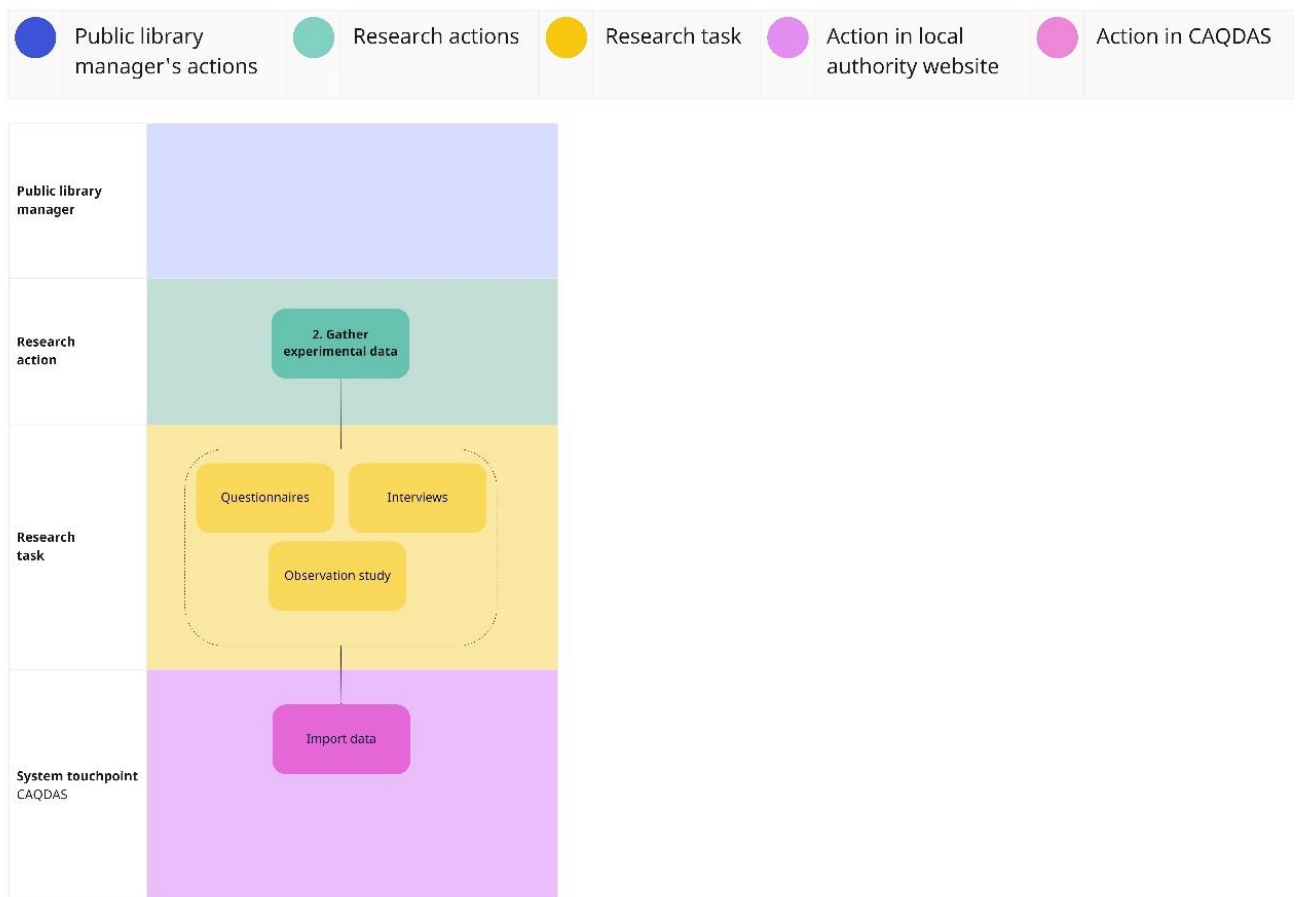 Public library
manager's actions
Research actions
Research task
Action in local
authority website
Action in CAQDAS
Public library
manager
Research
action
2. Gather
experimental data
Research
task
Questionnaires
Interviews
Observation study
System touchpoint
CAQDAS
Import data